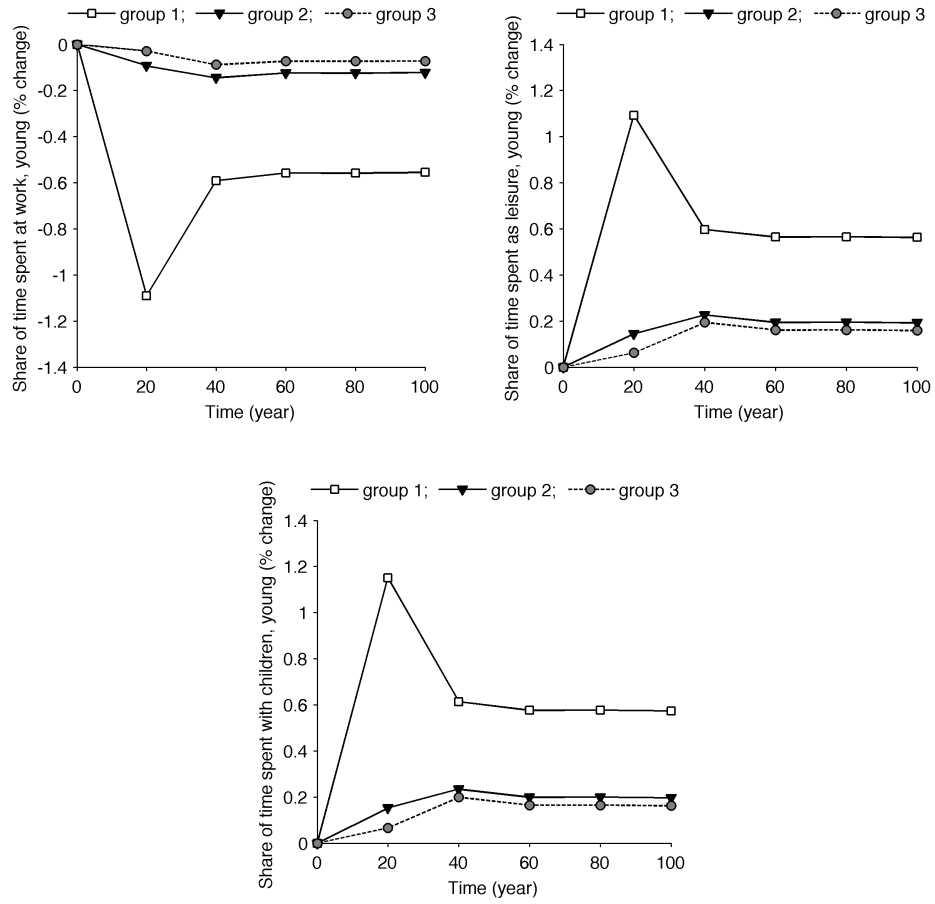 group 1; group 2; group 3
Share of time spent at work, young (% change)
0
-0.2
-0.4
-0.6
-0.8
-1
-1.2
-1.4
0 20 40 60 80 100
Time (year)
group 1; group 2; group 3
Share of time spent as leisure, young (% change)
1.4
1.2
1
0.8
0.6
0.4
0.2
0
0 20 40 60 80 100
Time (year)
group 1; group 2; group 3
Share of time spent with children, young (% change)
1.4
1.2
1
0.8
0.6
0.4
0.2
0
0 20 40 60 80 100
Time (year)